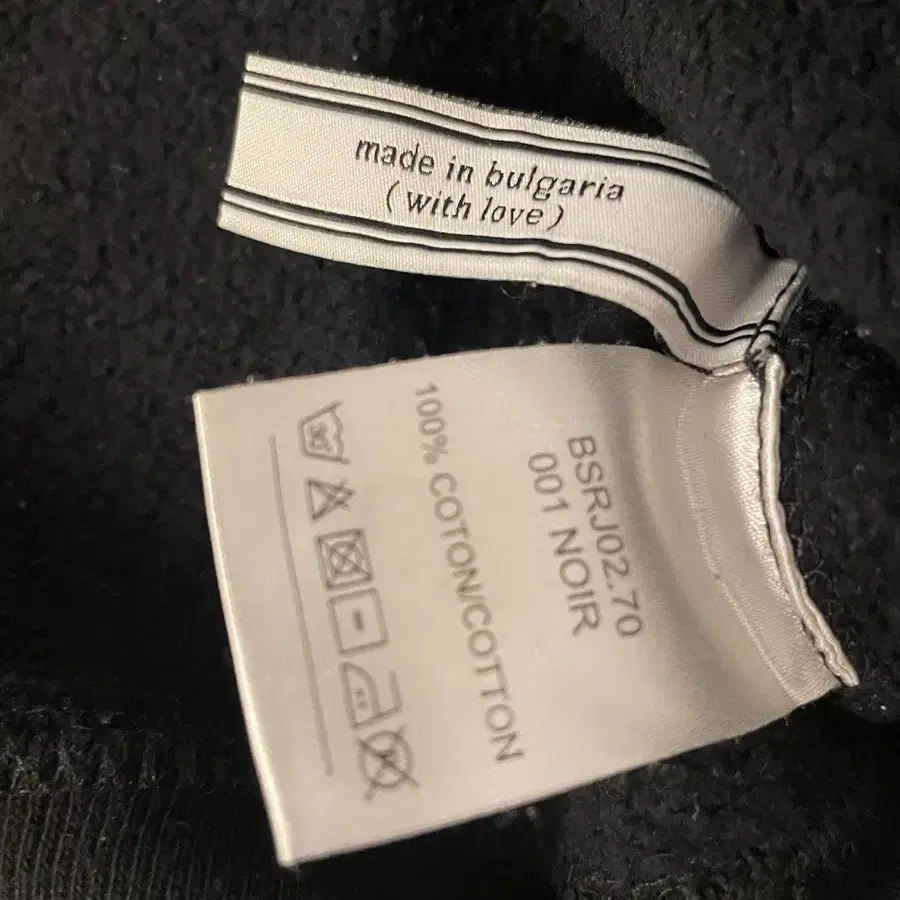 made in bulgaria
(with love)
BSRJ02.70
001 NOIR
100% COTON/COTTON